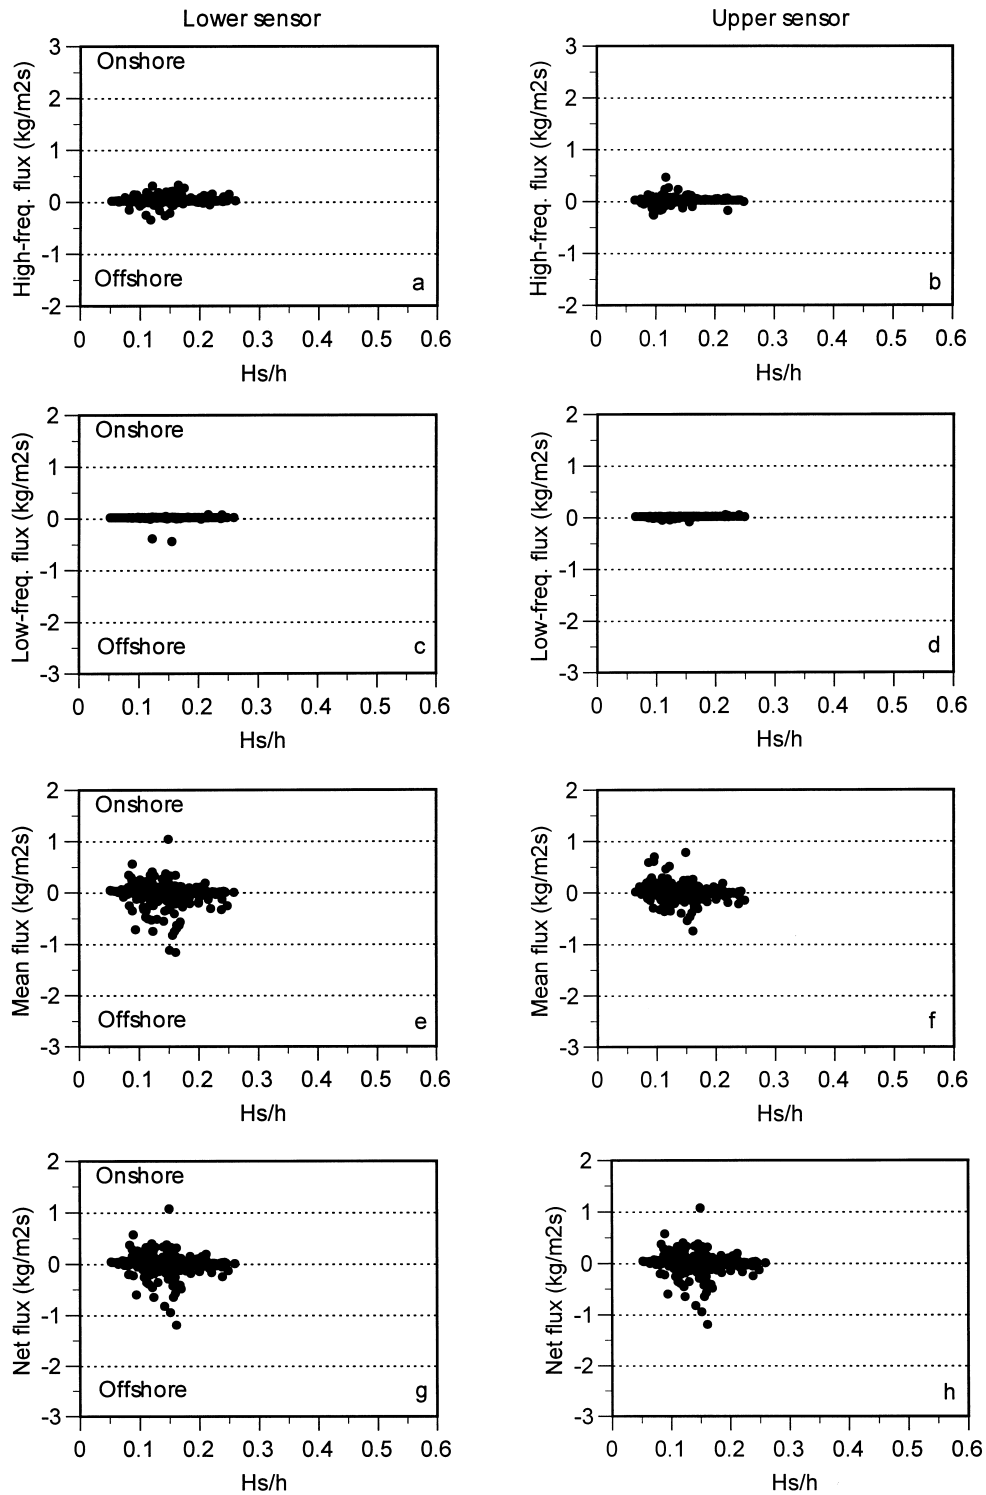 Lower sensor
Upper sensor
3
2
1
0
-1
-2
High-freq. flux (kg/m2s)
Onshore
Offshore
a
0 0.1 0.2 0.3 0.4 0.5 0.6
Hs/h
3
2
1
0
-1
-2
High-freq. flux (kg/m2s)
b
0 0.1 0.2 0.3 0.4 0.5 0.6
Hs/h
2
1
0
-1
-2
-3
Low-freq. flux (kg/m2s)
Onshore
Offshore
c
0 0.1 0.2 0.3 0.4 0.5 0.6
Hs/h
2
1
0
-1
-2
-3
Low-freq. flux (kg/m2s)
d
0 0.1 0.2 0.3 0.4 0.5 0.6
Hs/h
2
1
0
-1
-2
-3
Mean flux (kg/m2s)
Onshore
Offshore
e
0 0.1 0.2 0.3 0.4 0.5 0.6
Hs/h
2
1
0
-1
-2
-3
Mean flux (kg/m2s)
f
0 0.1 0.2 0.3 0.4 0.5 0.6
Hs/h
2
1
0
-1
-2
-3
Net flux (kg/m2s)
Onshore
Offshore
g
0 0.1 0.2 0.3 0.4 0.5 0.6
Hs/h
2
1
0
-1
-2
-3
Net flux (kg/m2s)
h
0 0.1 0.2 0.3 0.4 0.5 0.6
Hs/h